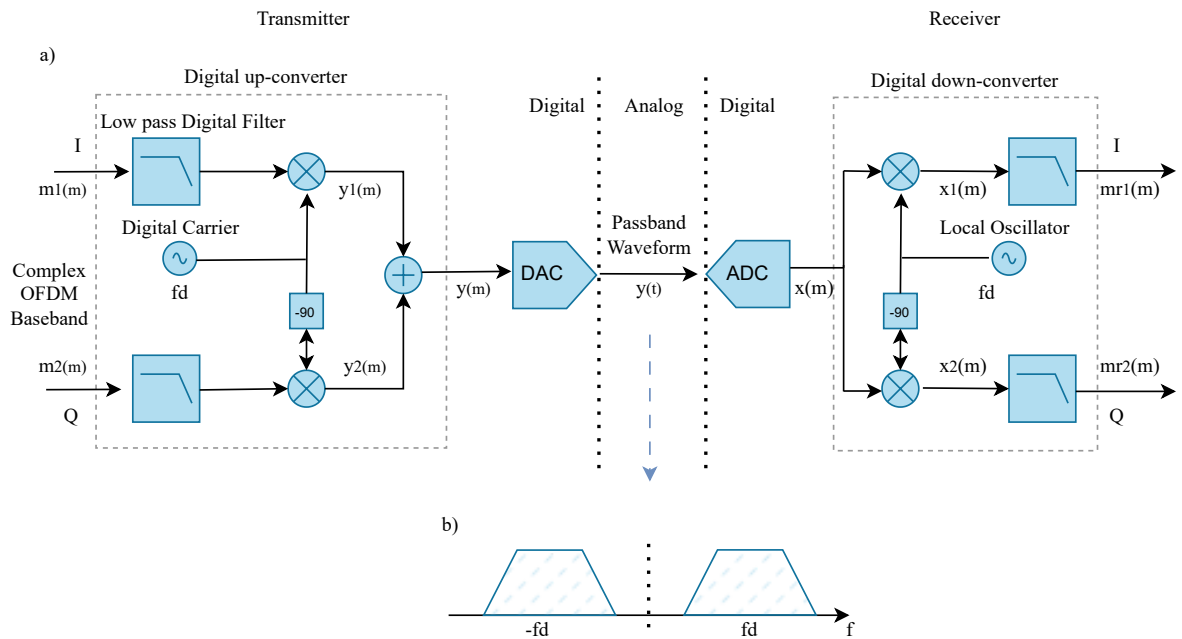 Transmitter
Receiver
a)
Digital up-converter
Digital down-converter
Digital
Analog
Digital
Low pass Digital Filter
I
m1(m)
y1(m)
Digital Carrier
fd
Complex
OFDM
Baseband
-90
m2(m)
Q
y2(m)
y(m)
DAC
Passband
Waveform
y(t)
ADC
x(m)
x1(m)
I
mr1(m)
Local Oscillator
fd
-90
x2(m)
mr2(m)
Q
b)
-fd
fd
f